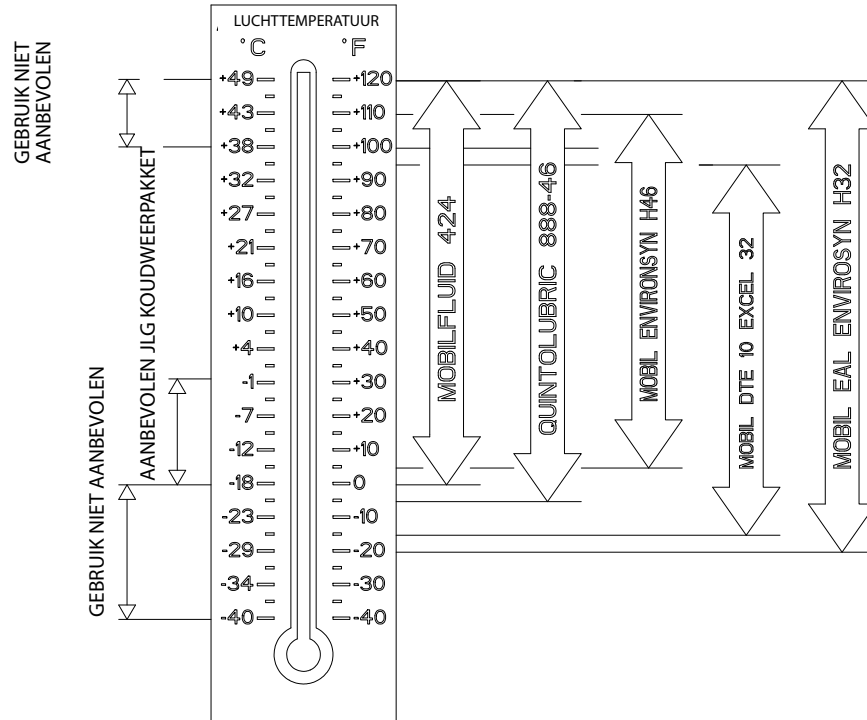 LUCHTTEMPERATUUR
°C °F
+49 +120
+43 +110
+38 +100
+32 +90
+27 +80
+21 +70
+16 +60
+10 +50
+4 +40
-1 +30
-7 +20
-12 +10
-18 0
-23 -10
-29 -20
-34 -30
-40 -40
GEBRUIK NIET
AANBEVOLEN
AANBEVOLEN JLG KOUDWEERPAKKET
GEBRUIK NIET AANBEVOLEN
MOBILFLUID 424
QUINTOLUBRIC 888-46
MOBIL ENVIRONSYN H46
MOBIL DTE 10 EXCEL 32
MOBIL EAL ENVIROSYN H32